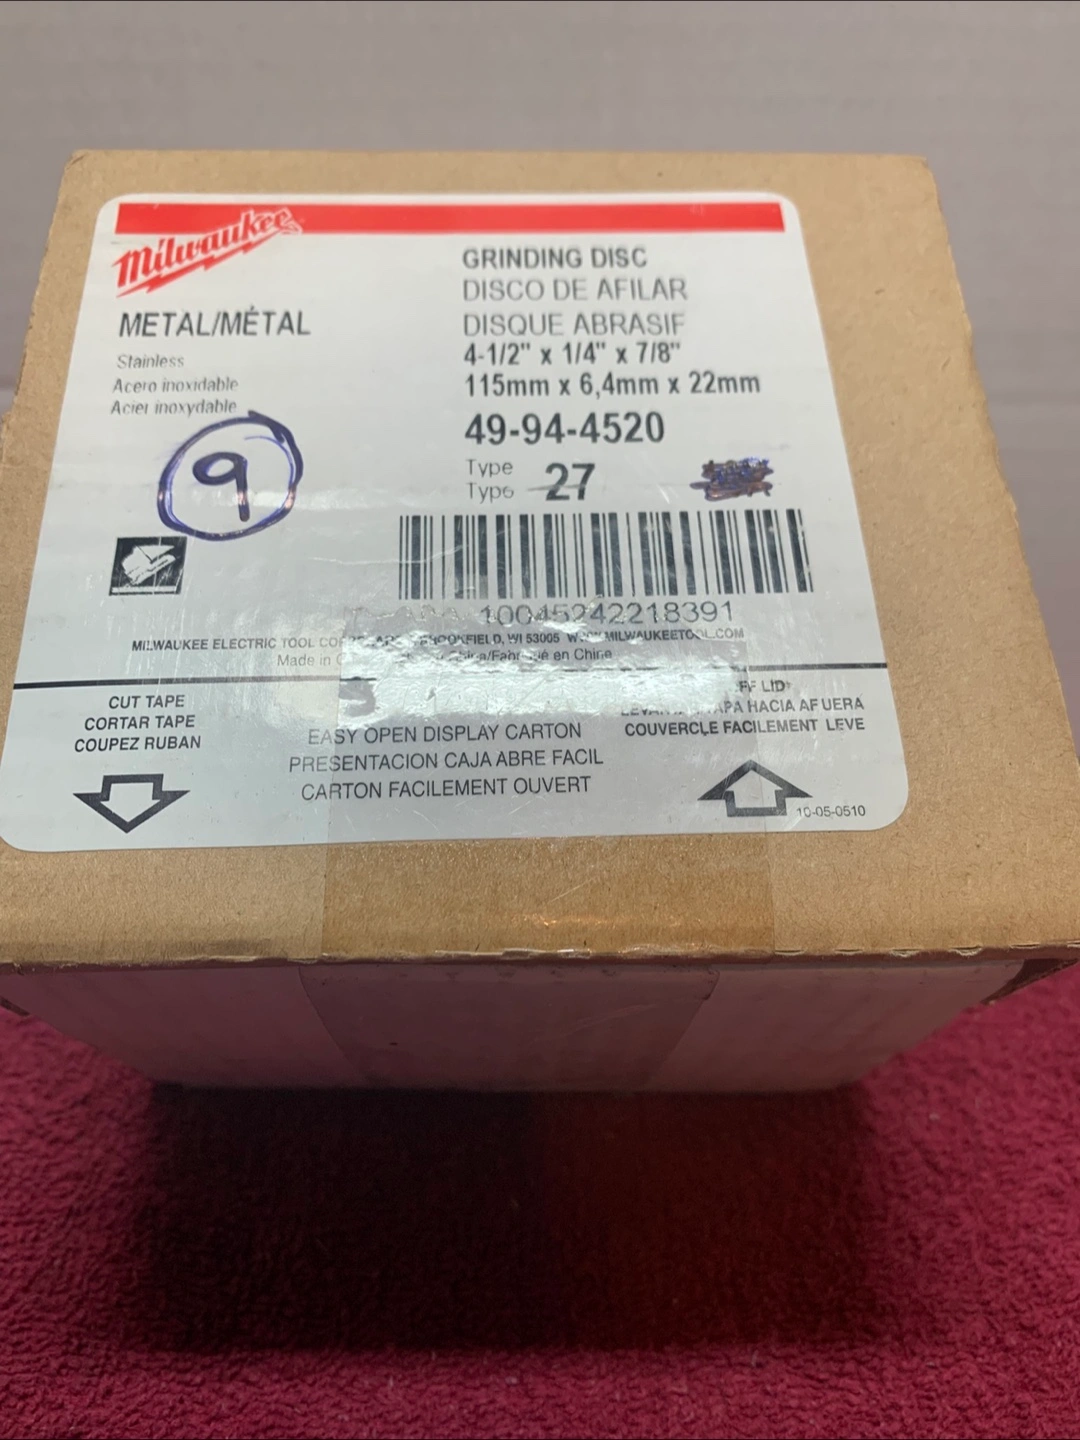 Milwaukee
METAL/MÉTAL
Stainless
Acero inoxidable
Acier inoxydable
9
GRINDING DISC
DISCO DE AFILAR
DISQUE ABRASIF
4-1/2" x 1/4" x 7/8"
115mm x 6,4mm x 22mm
49-94-4520
Type
Typo 27
10045242218391
MILWAUKEE ELECTRIC TOOL BROOKFIELD, WI 53005 WWW.MILWAUKEETOOL.COM
Made in en Chine
CUT TAPE
CORTAR TAPE
COUPEZ RUBAN
EASY OPEN DISPLAY CARTON
PRESENTACION CAJA ABRE FACIL
CARTON FACILEMENT OUVERT
LID
HACIA AFUERA
COUVERCLE FACILEMENT LEVE
10-05-0510